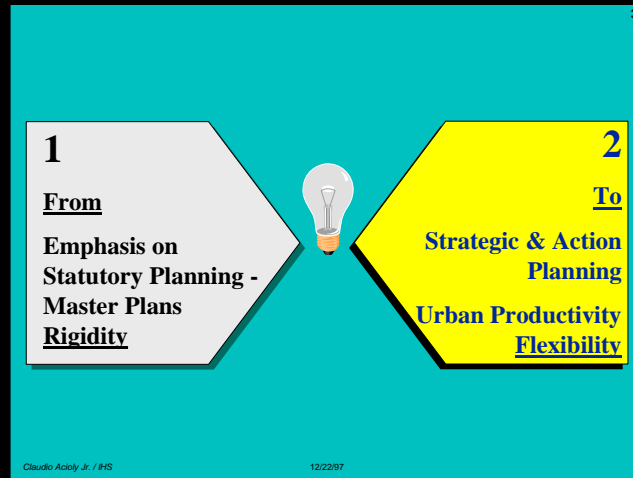 3
1
From
Emphasis on
Statutory Planning -
Master Plans
Rigidity
2
To
Strategic & Action
Planning
Urban Productivity
Flexibility
Claudio Acioly Jr. / IHS
12/22/97